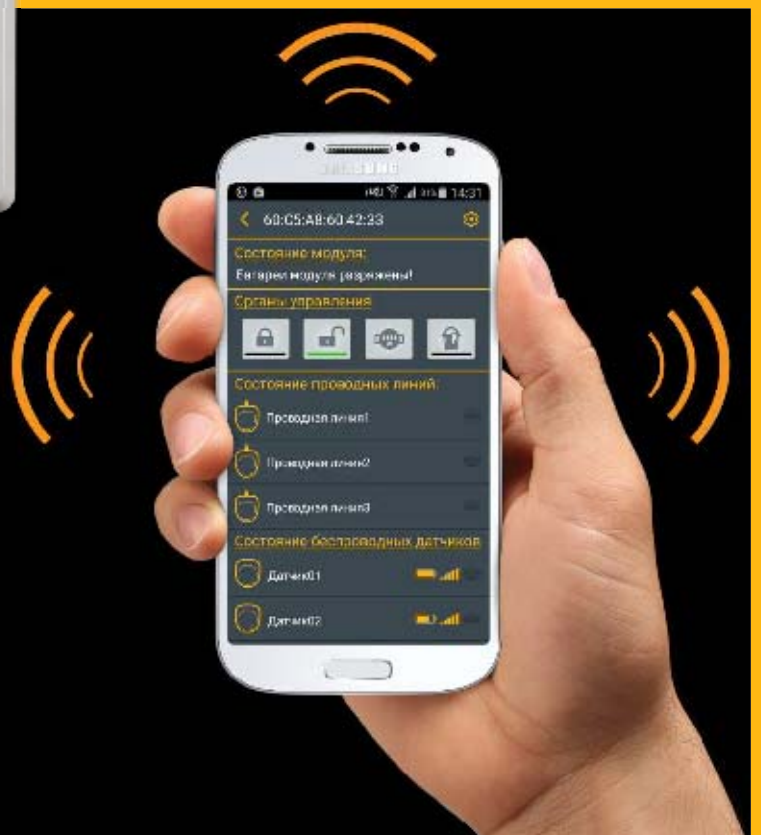 SAMSUNG
14:31
60:C5:A8:60:42:33
Состояние модуля:
Батареи модуля разряжены!
Органы управления
Состояние проводных линий:
Проводная линия1
Проводная линия2
Проводная линия3
Состояние беспроводных датчиков
Датчик01
Датчик02